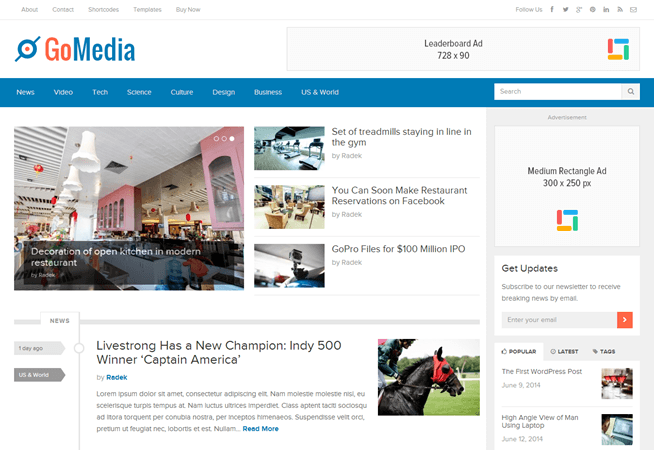 About Contact Shortcodes Templates Buy Now
Follow Us
GoMedia
Leaderboard Ad
728 x 90
News Video Tech Science Culture Design Business US & World
Search
Decoration of open kitchen in modern
restaurant
by Radek
Set of treadmills staying in line in
the gym
by Radek
You Can Soon Make Restaurant
Reservations on Facebook
by Radek
GoPro Files for $100 Million IPO
by Radek
Advertisement
Medium Rectangle Ad
300 x 250 px
Get Updates
Subscribe to our newsletter to receive
breaking news by email.
Enter your email
NEWS
1 day ago
US & World
Livestrong Has a New Champion: Indy 500
Winner ‘Captain America’
by Radek
Lorem ipsum dolor sit amet, consectetur adipiscing elit. Nam molestie molestie nisl, eu
scelerisque turpis tempus at. Nam luctus ultrices imperdiet. Class aptent taciti sociosqu
ad litora torquent per conubia nostra, per inceptos himenaeos. Suspendisse velit orci,
pretium ut feugiat nec, lobortis et est. Nullam... Read More
POPULAR LATEST TAGS
The First WordPress Post
June 9, 2014
High Angle View of Man
Using Laptop
June 12, 2014